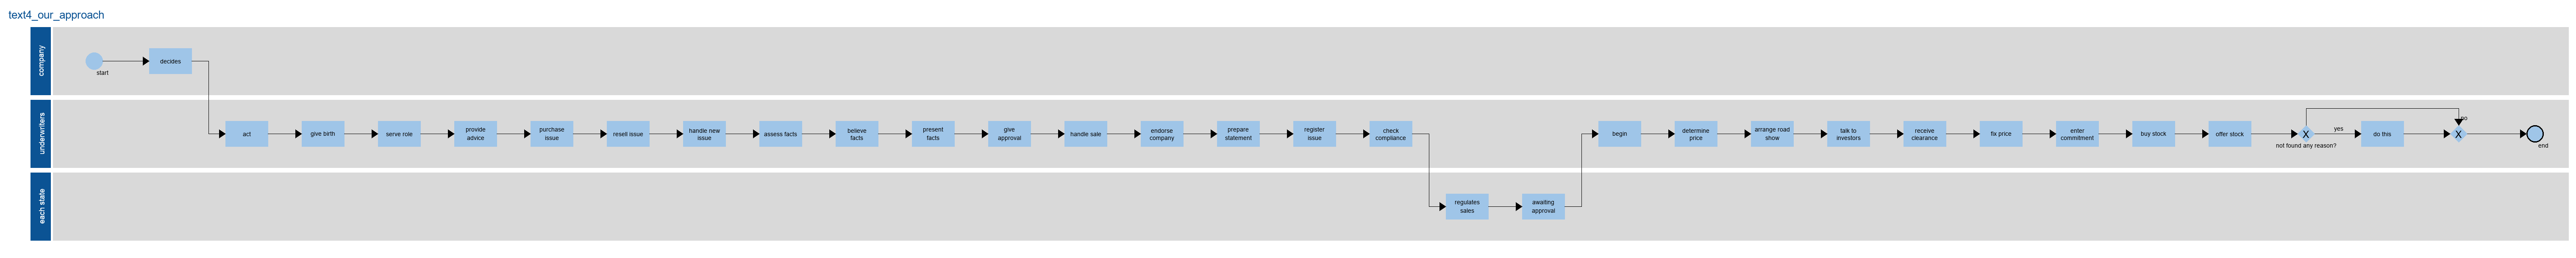 text4_our_approach
company
start
decides
underwriters
act
give birth
serve role
provide
advice
purchase
issue
resell issue
handle new
issue
assess facts
believe
facts
present
facts
give
approval
handle sale
endorse
company
prepare
statement
register
issue
check
compliance
begin
determine
price
arrange road
show
talk to
investors
receive
clearance
fix price
enter
commitment
buy stock
offer stock
X
not found any reason?
yes
do this
no
X
end
each state
regulates
sales
awaiting
approval